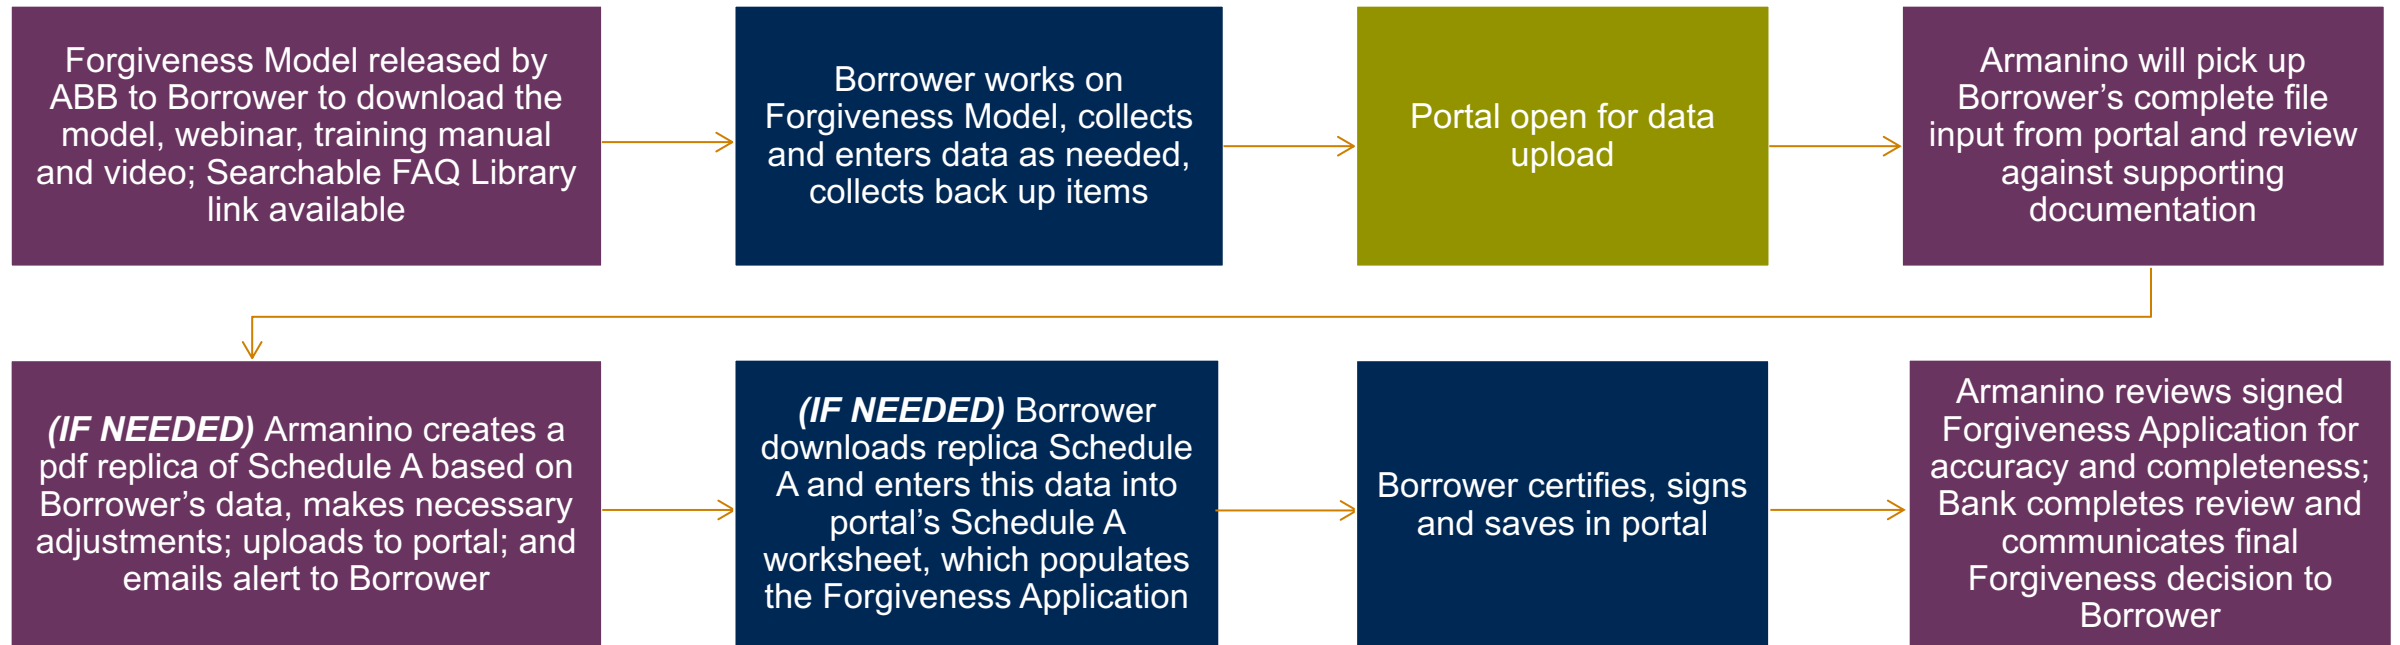 Forgiveness Model released by
ABB to Borrower to download the
model, webinar, training manual
and video; Searchable FAQ Library
link available
Borrower works on
Forgiveness Model, collects
and enters data as needed,
collects back up items
Portal open for data
upload
Armanino will pick up
Borrower’s complete file
input from portal and review
against supporting
documentation
(IF NEEDED) Armanino creates a
pdf replica of Schedule A based on
Borrower’s data, makes necessary
adjustments; uploads to portal; and
emails alert to Borrower
(IF NEEDED) Borrower
downloads replica Schedule
A and enters this data into
portal’s Schedule A
worksheet, which populates
the Forgiveness Application
Borrower certifies, signs
and saves in portal
Armanino reviews signed
Forgiveness Application for
accuracy and completeness;
Bank completes review and
communicates final
Forgiveness decision to
Borrower